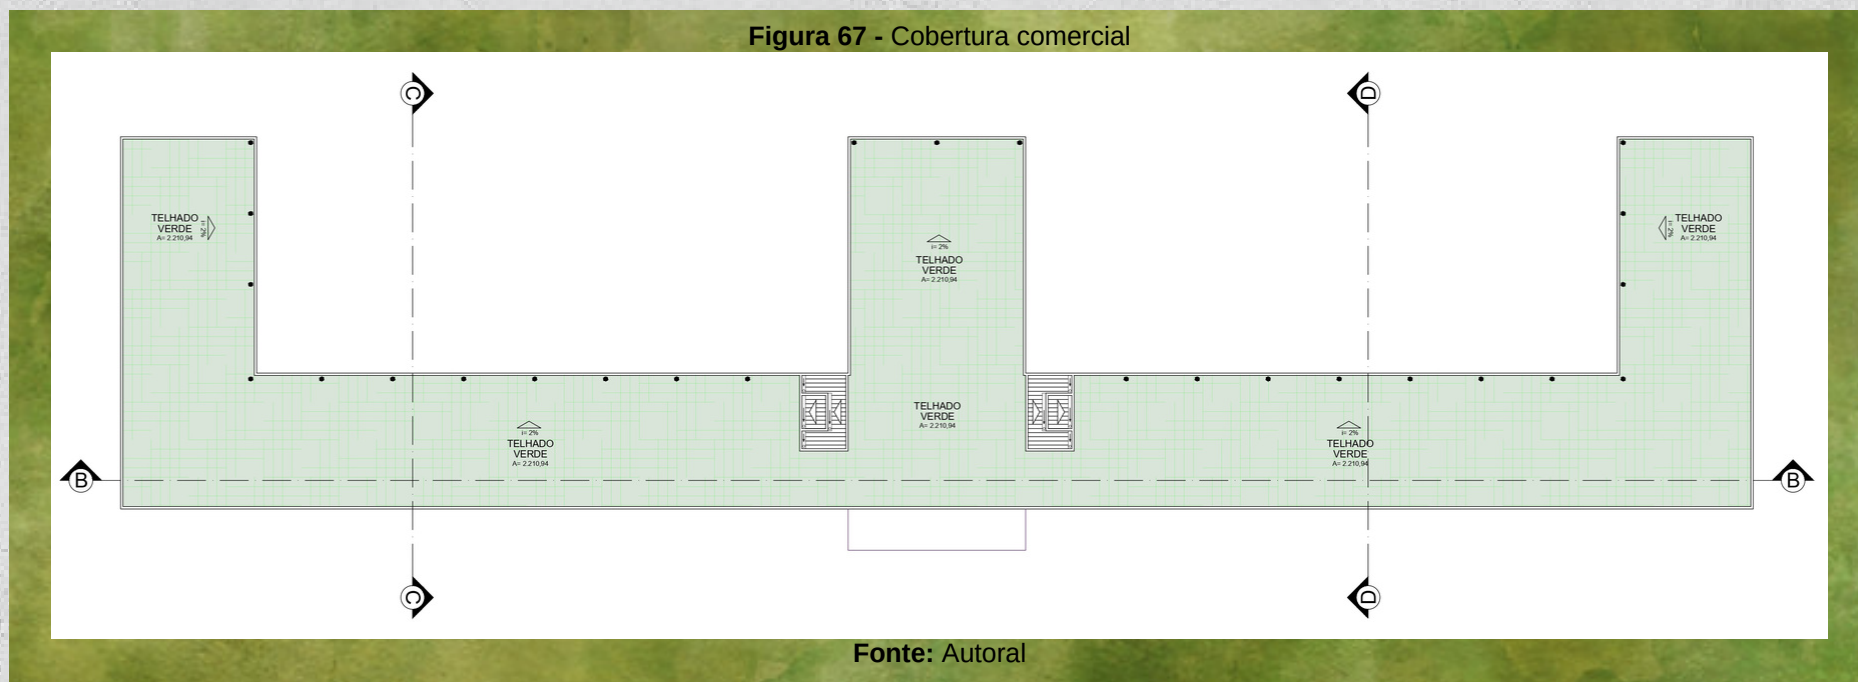 Figura 67 - Cobertura comercial
C
D
TELHADO
VERDE
A= 2.210,94
i= 2%
i= 2%
TELHADO
VERDE
A= 2.210,94
i= 2%
TELHADO
VERDE
A= 2.210,94
TELHADO
VERDE
A= 2.210,94
i= 2%
TELHADO
VERDE
A= 2.210,94
i= 2%
TELHADO
VERDE
A= 2.210,94
B
B
C
D
Fonte: Autoral